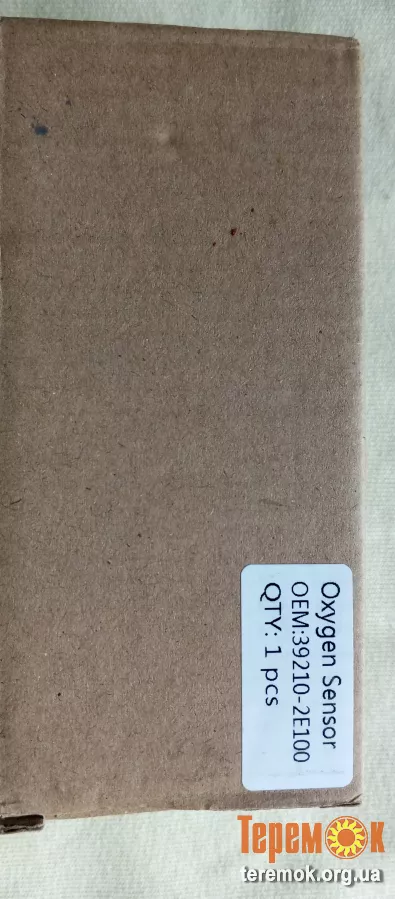 Oxygen Sensor
OEM:39210-2E100
QTY: 1 pcs
Теремок
teremok.org.ua